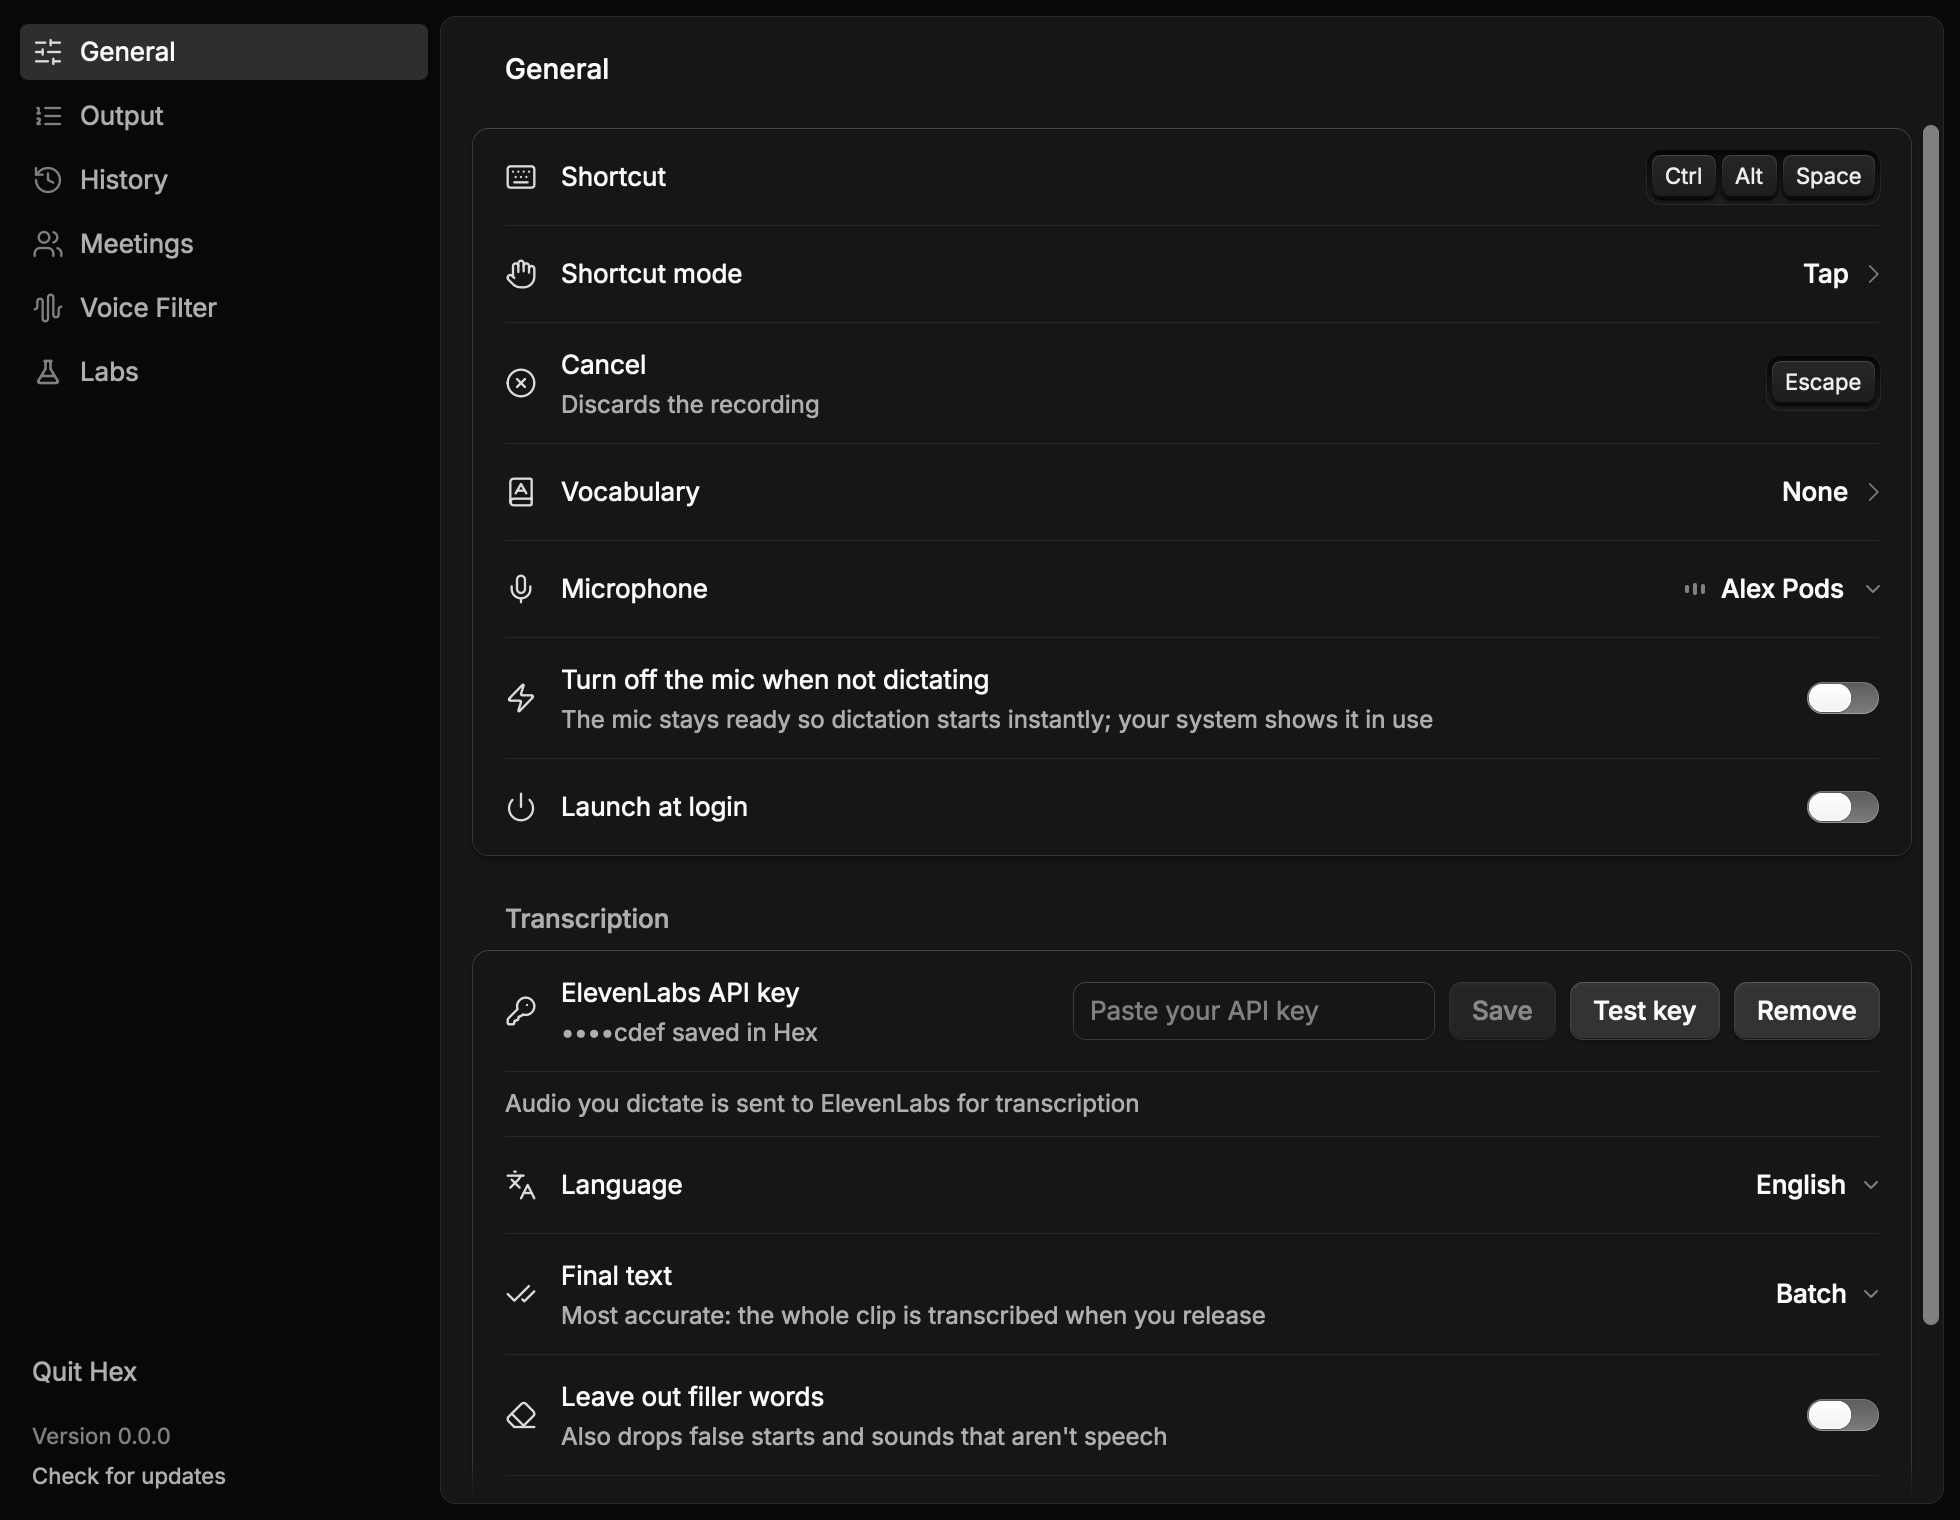 General
Output
History
Meetings
Voice Filter
Labs
Quit Hex
Version 0.0.0
Check for updates
General
Shortcut Ctrl Alt Space
Shortcut mode Tap
Cancel
Discards the recording
Escape
Vocabulary None
Microphone Alex Pods
Turn off the mic when not dictating
The mic stays ready so dictation starts instantly; your system shows it in use
Launch at login
Transcription
ElevenLabs API key
••••cdef saved in Hex
Paste your API key Save Test key Remove
Audio you dictate is sent to ElevenLabs for transcription
Language English
Final text
Most accurate: the whole clip is transcribed when you release
Batch
Leave out filler words
Also drops false starts and sounds that aren't speech